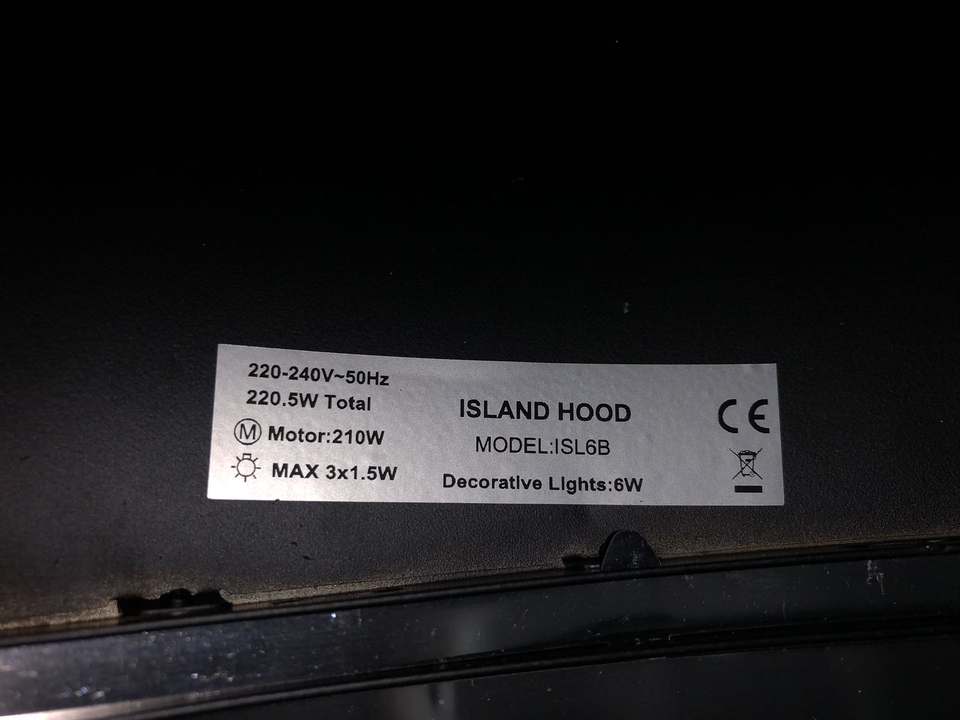 220-240V~50Hz
220.5W Total
M Motor:210W
MAX 3x1.5W
ISLAND HOOD
MODEL:ISL6B
Decorative Lights:6W
CE